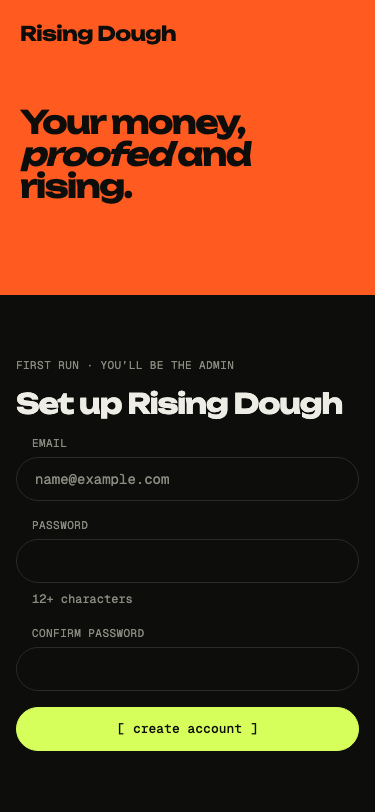 Rising Dough
Your money,
proofed and
rising.
FIRST RUN · YOU'LL BE THE ADMIN
Set up Rising Dough
EMAIL
name@example.com
PASSWORD
12+ characters
CONFIRM PASSWORD
[ create account ]